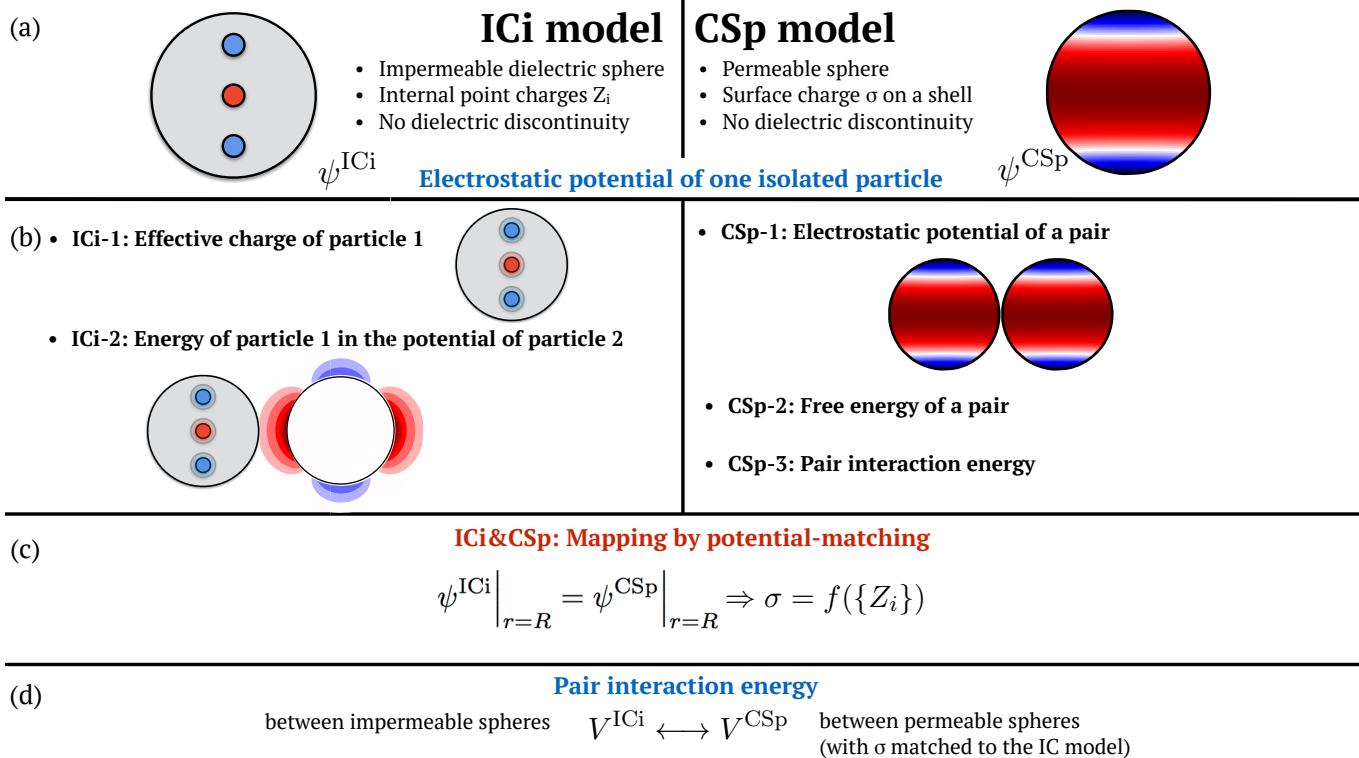 (a)
ICi model
• Impermeable dielectric sphere
• Internal point charges Zᵢ
• No dielectric discontinuity
ψ^ICi
CSp model
• Permeable sphere
• Surface charge σ on a shell
• No dielectric discontinuity
ψ^CSp
Electrostatic potential of one isolated particle
(b)
• ICi-1: Effective charge of particle 1
• ICi-2: Energy of particle 1 in the potential of particle 2
• CSp-1: Electrostatic potential of a pair
• CSp-2: Free energy of a pair
• CSp-3: Pair interaction energy
(c)
ICi&CSp: Mapping by potential-matching
ψ^ICi|_{r=R} = ψ^CSp|_{r=R} ⇒ σ = f({Z_i})
(d)
Pair interaction energy
between impermeable spheres V^ICi ⟷ V^CSp between permeable spheres
(with σ matched to the IC model)